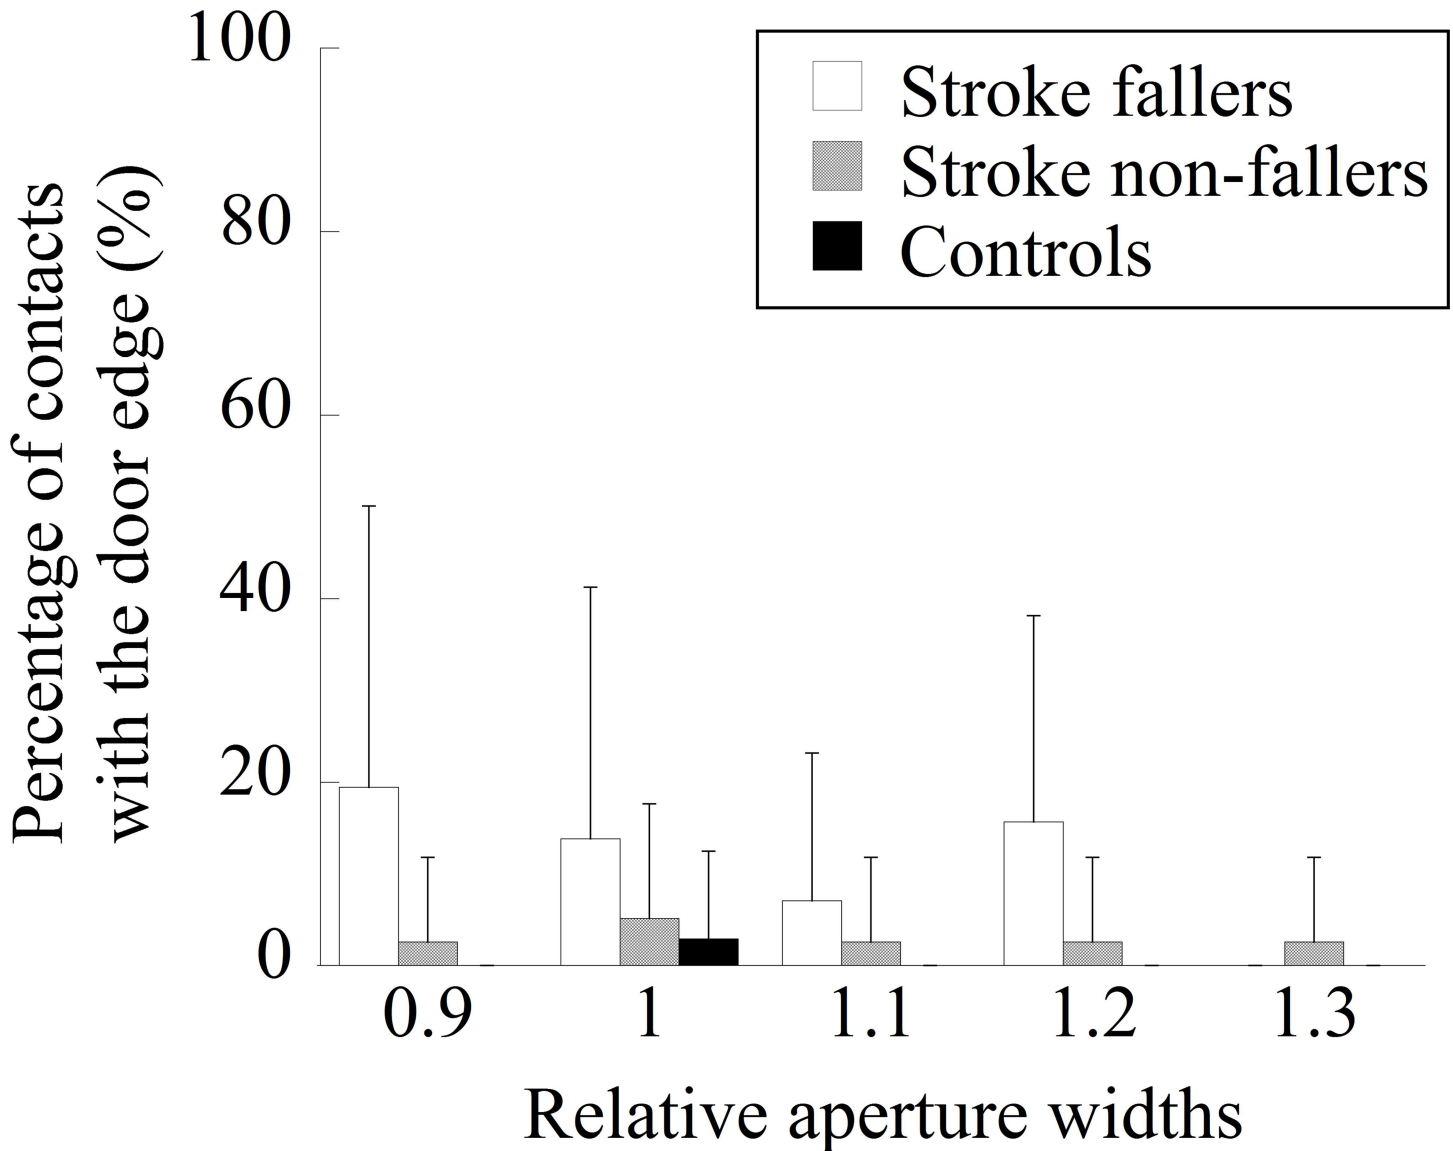 Percentage of contacts
with the door edge (%)
100
80
60
40
20
0
Stroke fallers
Stroke non-fallers
Controls
0.9 1 1.1 1.2 1.3
Relative aperture widths